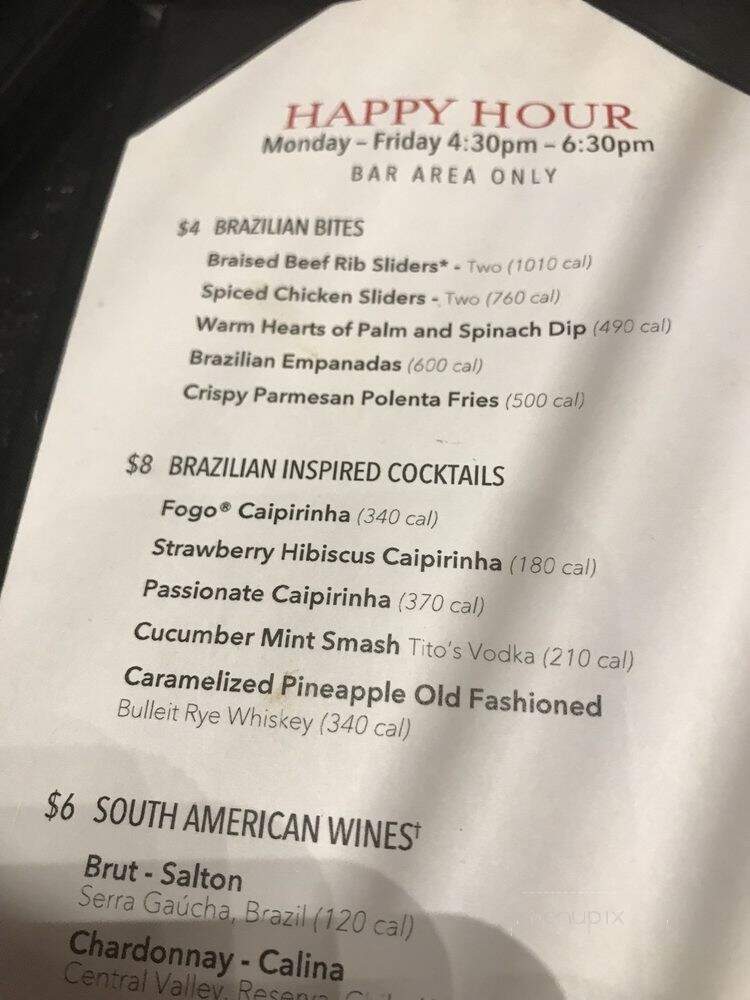 HAPPY HOUR
Monday – Friday 4:30pm – 6:30pm
BAR AREA ONLY
$4 BRAZILIAN BITES
Braised Beef Rib Sliders* - Two (1010 cal)
Spiced Chicken Sliders - Two (760 cal)
Warm Hearts of Palm and Spinach Dip (490 cal)
Brazilian Empanadas (600 cal)
Crispy Parmesan Polenta Fries (500 cal)
$8 BRAZILIAN INSPIRED COCKTAILS
Fogo® Caipirinha (340 cal)
Strawberry Hibiscus Caipirinha (180 cal)
Passionate Caipirinha (370 cal)
Cucumber Mint Smash Tito's Vodka (210 cal)
Caramelized Pineapple Old Fashioned
Bulleit Rye Whiskey (340 cal)
$6 SOUTH AMERICAN WINES†
Brut - Salton
Serra Gaúcha, Brazil (120 cal)
Chardonnay - Calina
Central Valley,